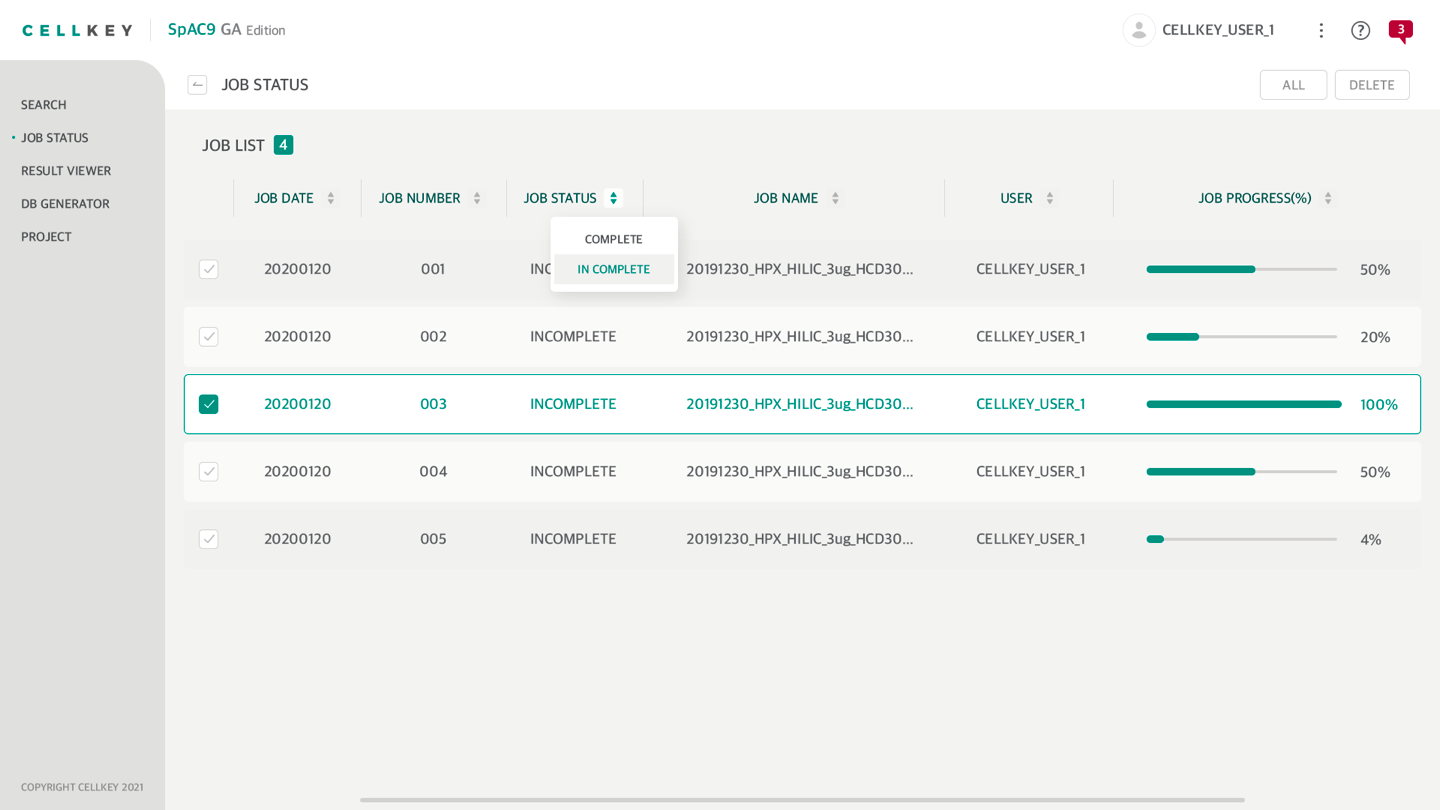 CELLKEY SpAC9 GA Edition CELLKEY_USER_1 3
SEARCH
JOB STATUS
RESULT VIEWER
DB GENERATOR
PROJECT
COPYRIGHT CELLKEY 2021
JOB STATUS ALL DELETE
JOB LIST 4
JOB DATE JOB NUMBER JOB STATUS JOB NAME USER JOB PROGRESS(%)
COMPLETE
IN COMPLETE
20200120 001 INC 20191230_HPX_HILIC_3ug_HCD30... CELLKEY_USER_1 50%
20200120 002 INCOMPLETE 20191230_HPX_HILIC_3ug_HCD30... CELLKEY_USER_1 20%
20200120 003 INCOMPLETE 20191230_HPX_HILIC_3ug_HCD30... CELLKEY_USER_1 100%
20200120 004 INCOMPLETE 20191230_HPX_HILIC_3ug_HCD30... CELLKEY_USER_1 50%
20200120 005 INCOMPLETE 20191230_HPX_HILIC_3ug_HCD30... CELLKEY_USER_1 4%